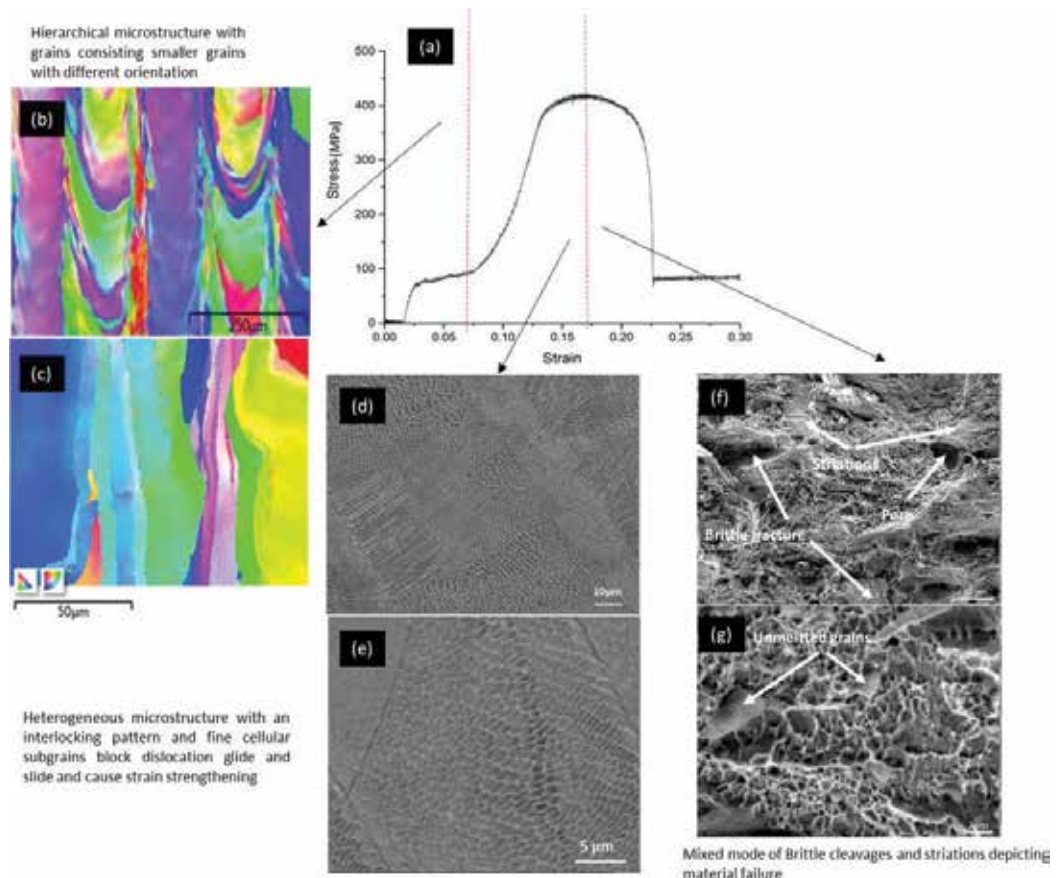 Hierarchical microstructure with
grains consisting smaller grains
with different orientation
(a)
500
400
300
200
100
0
Stress [MPa]
0.00
0.05
0.10
0.15
0.20
0.25
0.30
Strain
(b)
250µm
(c)
50µm
(d)
10µm
(e)
5 µm
(f)
Striations
Pore
Brittle fracture
(g)
Unmelted grains
Heterogeneous microstructure with an
interlocking pattern and fine cellular
subgrains block dislocation glide and
slide and cause strain strengthening
Mixed mode of Brittle cleavages and striations depicting
material failure